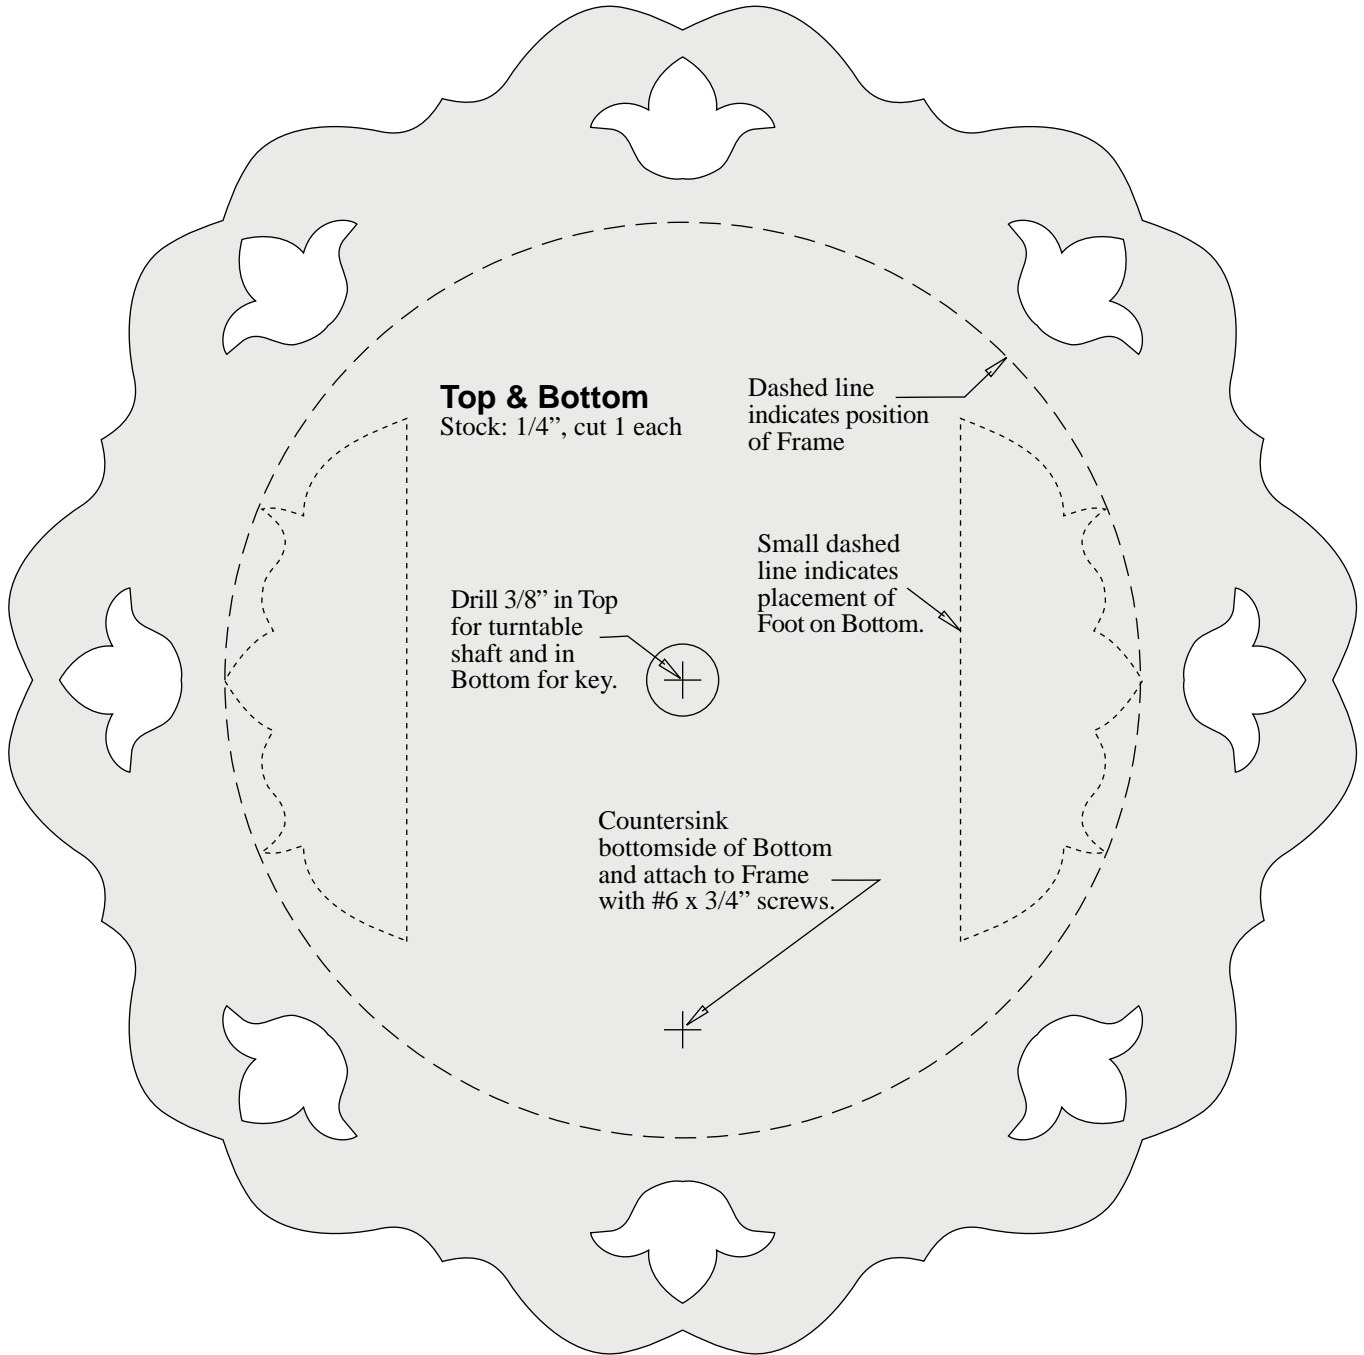 Top & Bottom
Stock: 1/4”, cut 1 each
Dashed line
indicates position
of Frame
Small dashed
line indicates
placement of
Foot on Bottom.
Drill 3/8” in Top
for turntable
shaft and in
Bottom for key.
Countersink
bottomside of Bottom
and attach to Frame
with #6 x 3/4” screws.